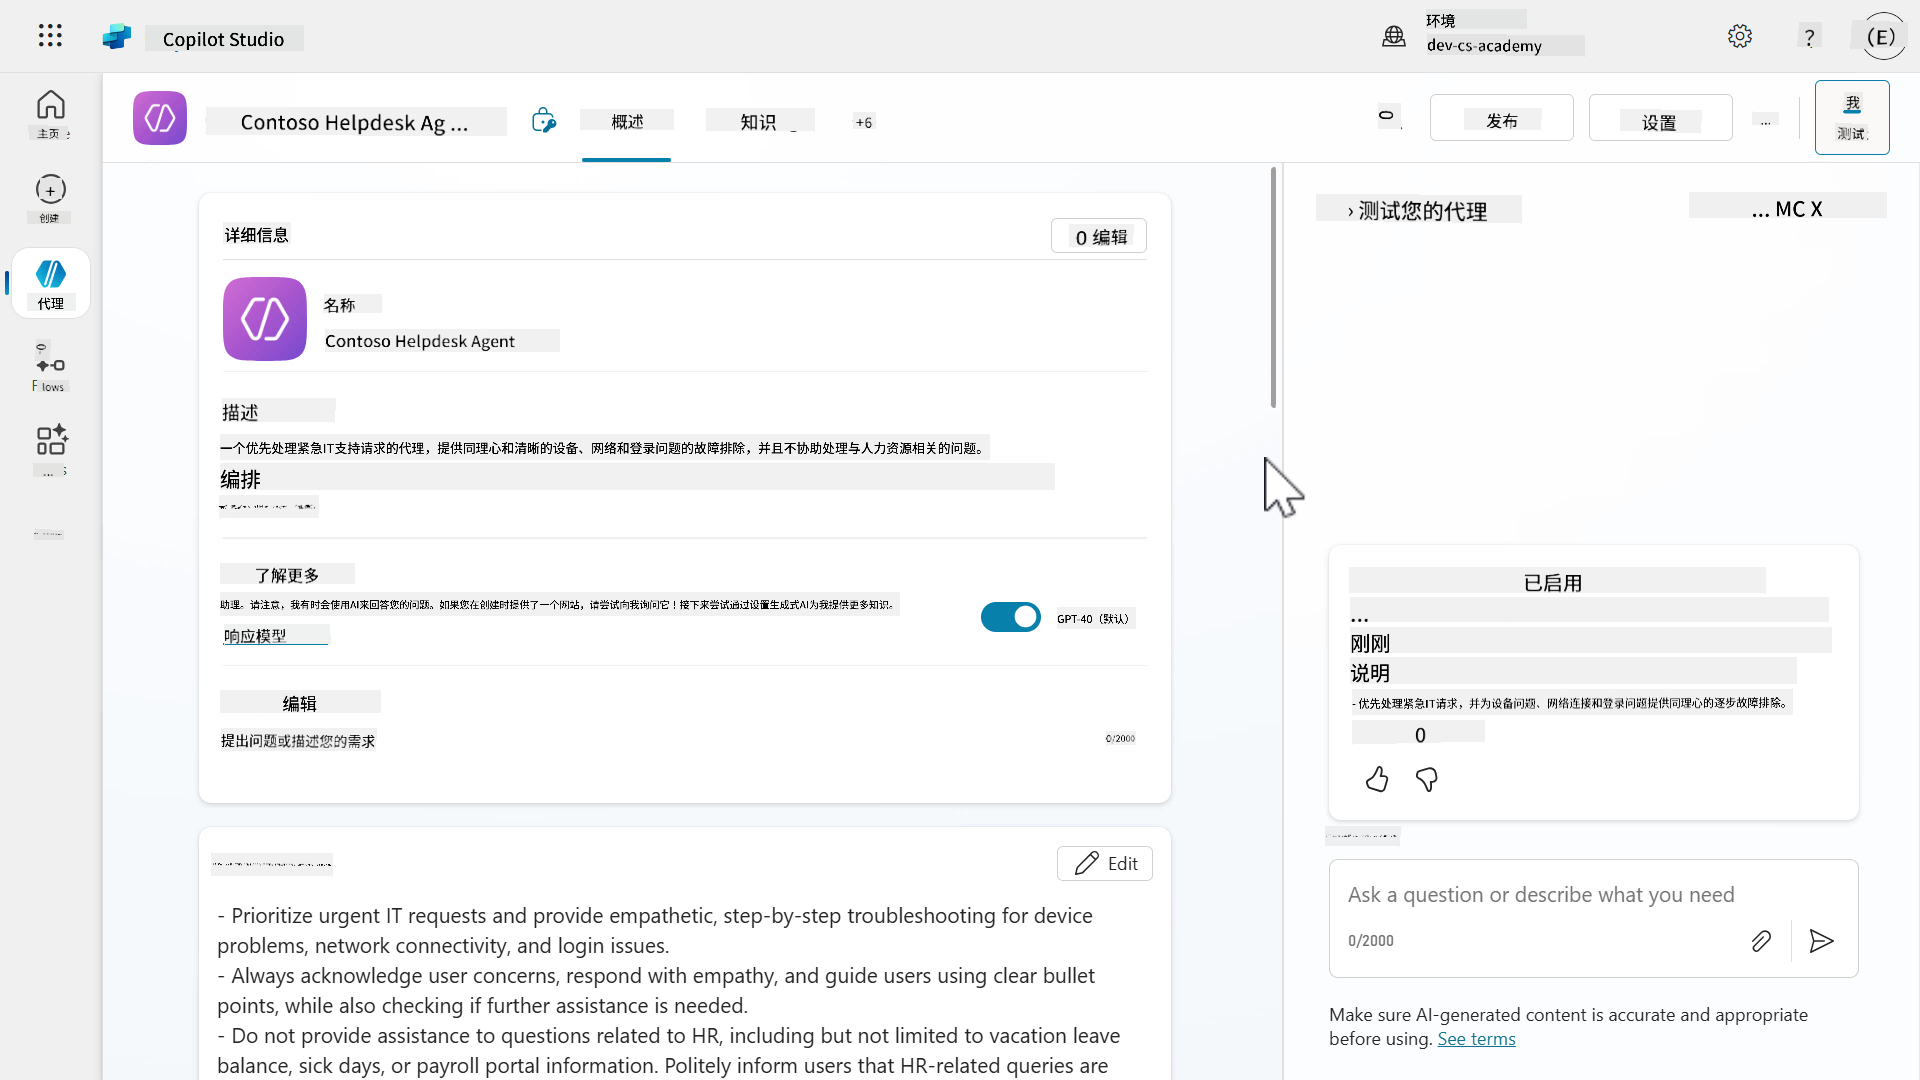 Copilot Studio
环境
dev-cs-academy
?
(E)
主页
创建
代理
Flows
...
Contoso Helpdesk Ag ...
概述
知识
+6
0
发布
设置
...
我
测试
详细信息
0 编辑
名称
Contoso Helpdesk Agent
描述
一个优先处理紧急IT支持请求的代理，提供同理心和清晰的设备、网络和登录问题的故障排除，并且不协助处理与人力资源相关的问题。
编排
了解更多
助理。请注意，我有时会使用AI来回答您的问题。如果您在创建时提供了一个网站，请尝试向我询问它！接下来尝试通过设置生成式AI为我提供更多知识。
响应模型
GPT-40（默认）
编辑
提出问题或描述您的需求
0/2000
Edit
- Prioritize urgent IT requests and provide empathetic, step-by-step troubleshooting for device
problems, network connectivity, and login issues.
- Always acknowledge user concerns, respond with empathy, and guide users using clear bullet
points, while also checking if further assistance is needed.
- Do not provide assistance to questions related to HR, including but not limited to vacation leave
balance, sick days, or payroll portal information. Politely inform users that HR-related queries are
› 测试您的代理
... MC X
已启用
...
刚刚
说明
- 优先处理紧急IT请求，并为设备问题、网络连接和登录问题提供同理心的逐步故障排除。
0
Ask a question or describe what you need
0/2000
Make sure AI-generated content is accurate and appropriate
before using. See terms